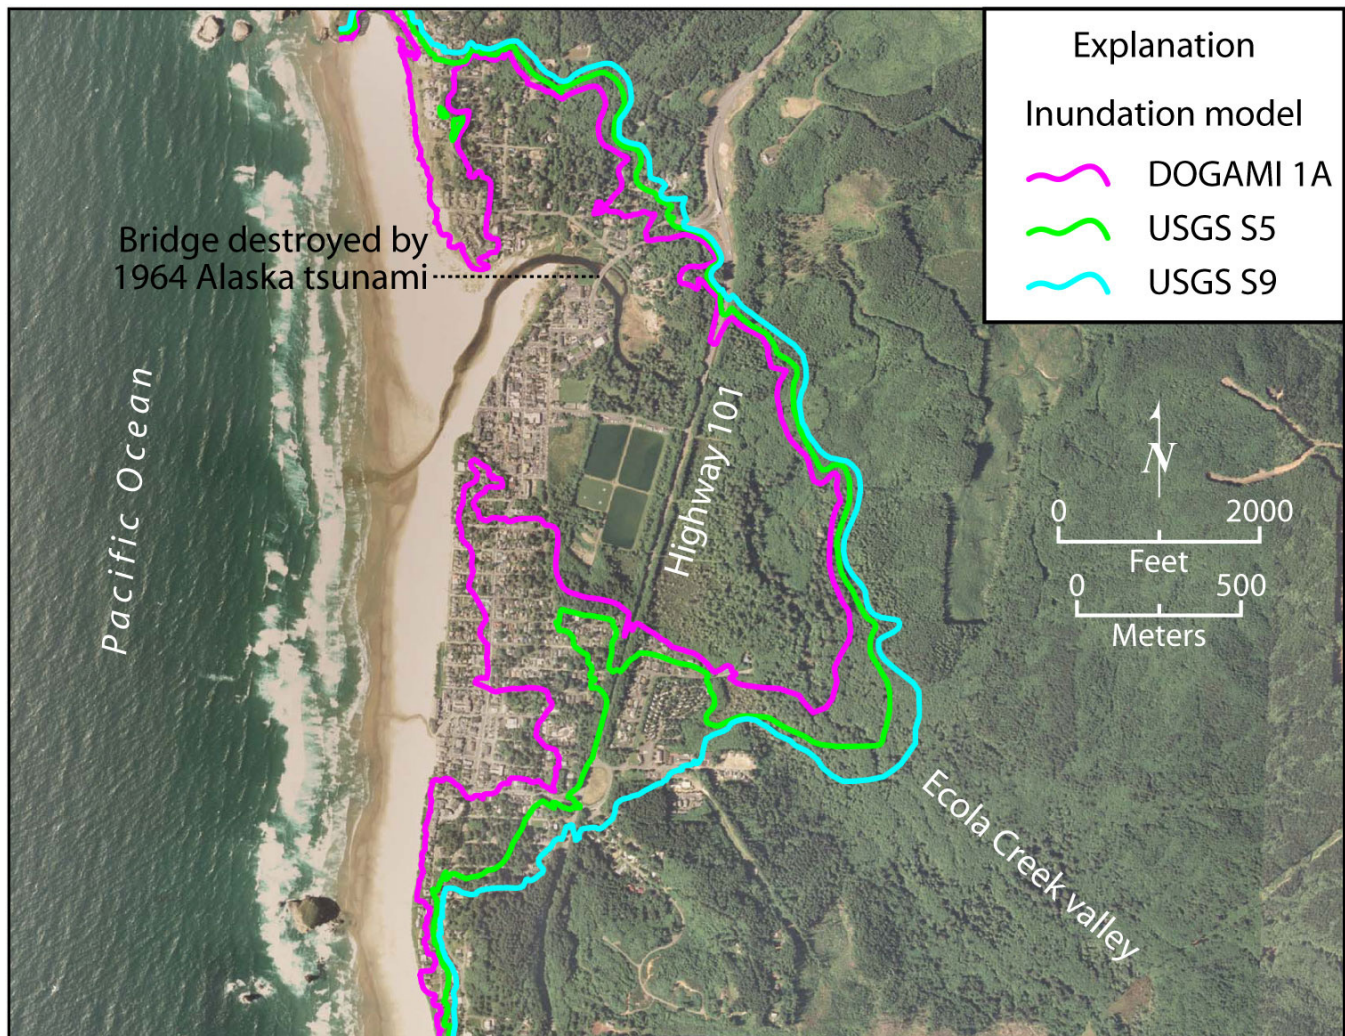 Explanation
Inundation model
DOGAMI 1A
USGS S5
USGS S9
Bridge destroyed by
1964 Alaska tsunami
Pacific Ocean
Highway 101
N
0 2000
Feet
0 500
Meters
Ecola Creek valley